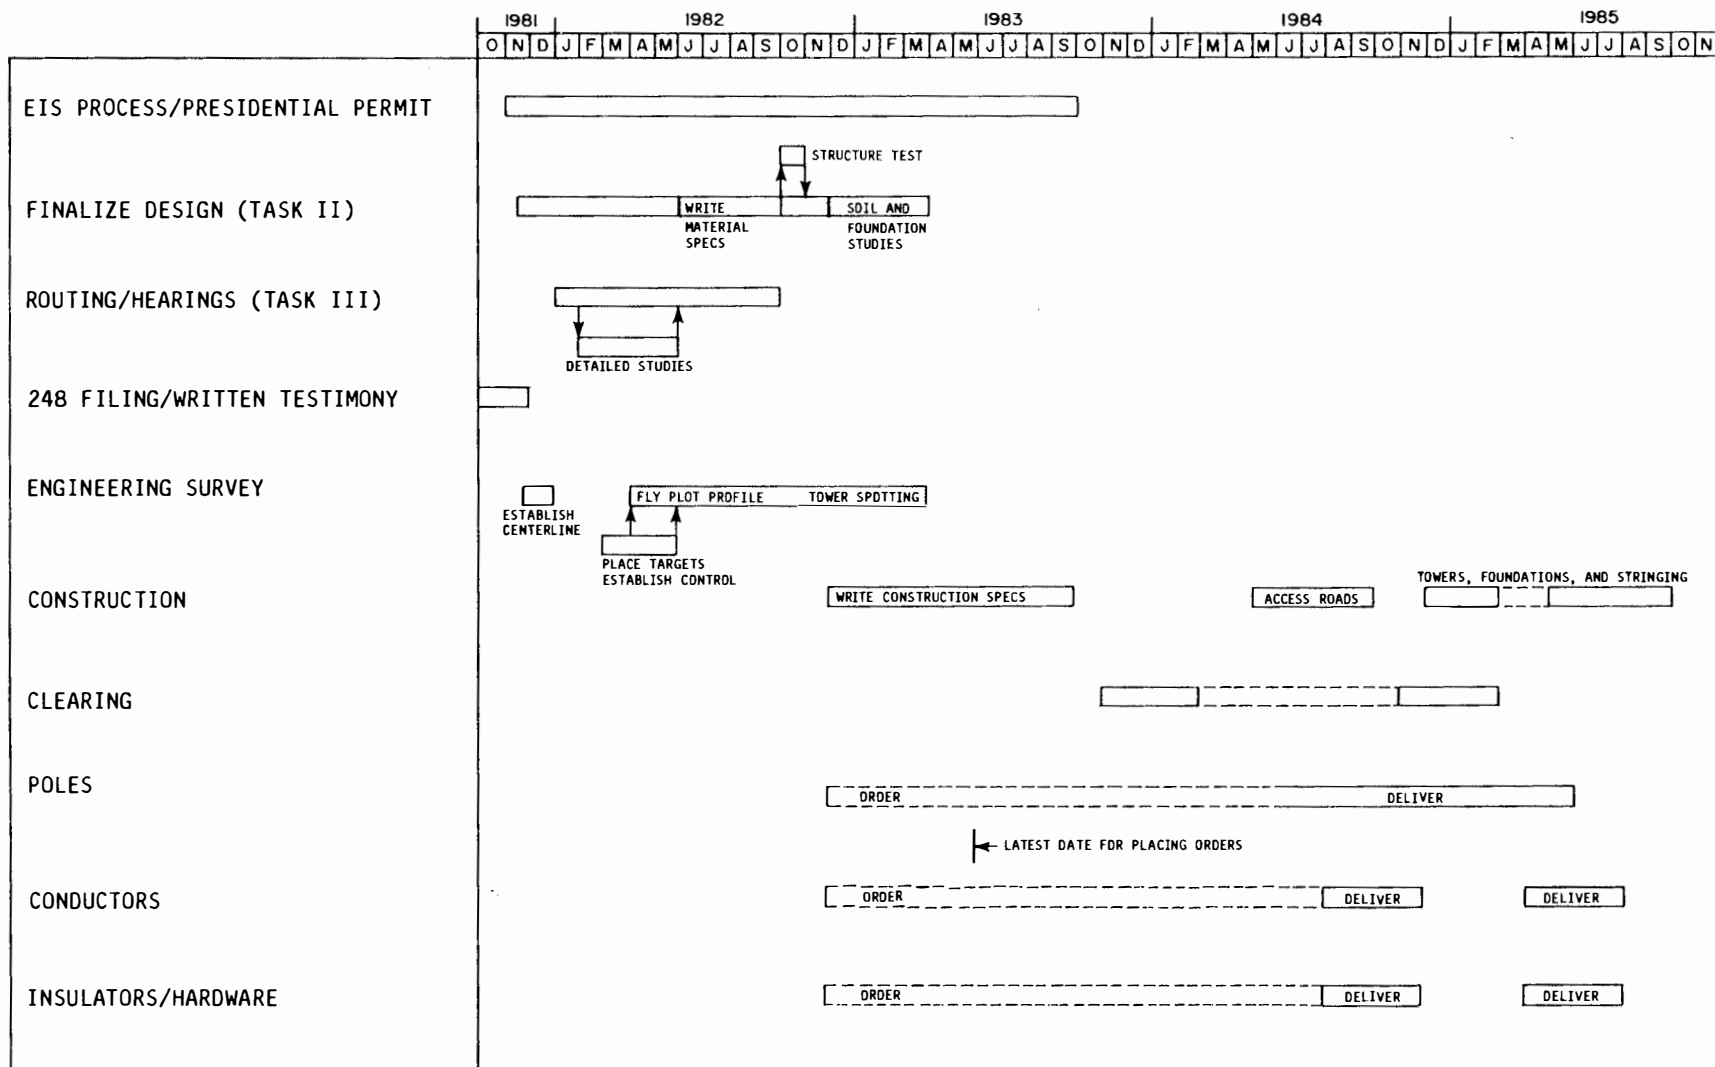 1981 1982 1983 1984 1985
O N D J F M A M J J A S O N D J F M A M J J A S O N D J F M A M J J A S O N D J F M A M J J A S O N
EIS PROCESS/PRESIDENTIAL PERMIT
STRUCTURE TEST
FINALIZE DESIGN (TASK II)
WRITE
MATERIAL
SPECS
SOIL AND
FOUNDATION
STUDIES
ROUTING/HEARINGS (TASK III)
DETAILED STUDIES
248 FILING/WRITTEN TESTIMONY
ENGINEERING SURVEY
ESTABLISH
CENTERLINE
FLY PLOT PROFILE TOWER SPOTTING
PLACE TARGETS
ESTABLISH CONTROL
CONSTRUCTION
WRITE CONSTRUCTION SPECS
ACCESS ROADS
TOWERS, FOUNDATIONS, AND STRINGING
CLEARING
POLES
ORDER
DELIVER
LATEST DATE FOR PLACING ORDERS
CONDUCTORS
ORDER
DELIVER
DELIVER
INSULATORS/HARDWARE
ORDER
DELIVER
DELIVER